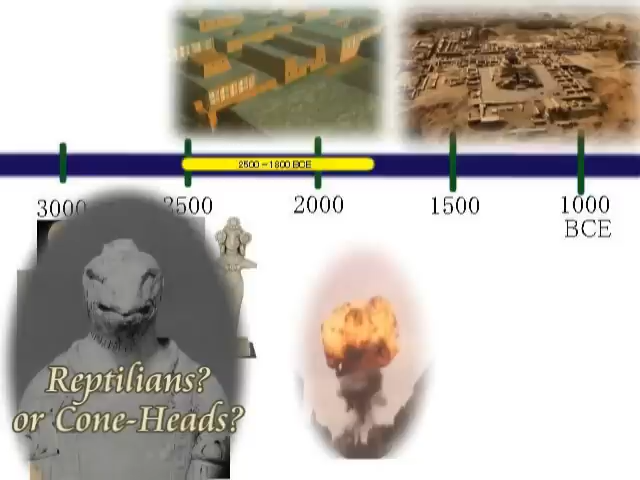 2500 - 1800 BCE
3000
2500
2000
1500
1000
BCE
Reptilians?
or Cone-Heads?